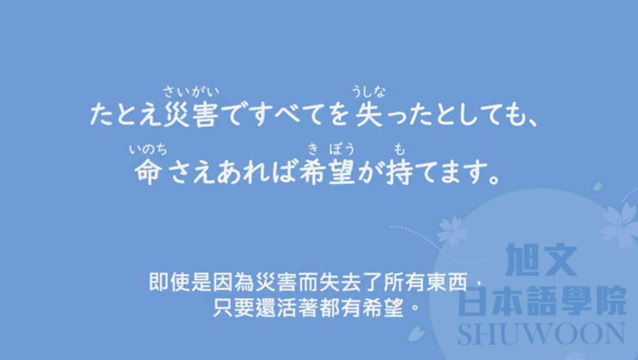 さいがい うしな
たとえ災害ですべてを失ったとしても、
いのち き ぼう も
命さえあれば希望が持てます。
即使是因為災害而失去了所有東西，
只要還活著都有希望。
旭文
日本語學院
SHUWOON